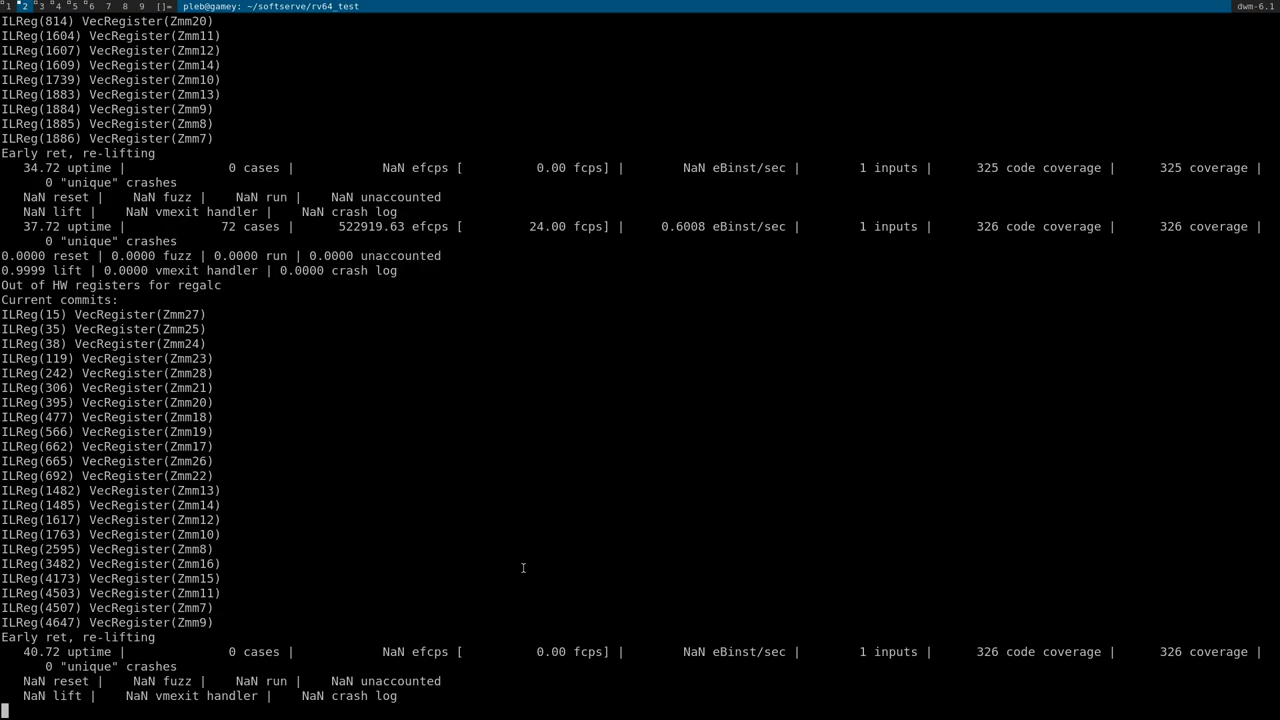 1 2 3 4 5 6 7 8 9 []= pleb@gamey: ~/softserve/rv64_test dwm-6.1
ILReg(814) VecRegister(Zmm20)
ILReg(1604) VecRegister(Zmm11)
ILReg(1607) VecRegister(Zmm12)
ILReg(1609) VecRegister(Zmm14)
ILReg(1739) VecRegister(Zmm10)
ILReg(1883) VecRegister(Zmm13)
ILReg(1884) VecRegister(Zmm9)
ILReg(1885) VecRegister(Zmm8)
ILReg(1886) VecRegister(Zmm7)
Early ret, re-lifting
34.72 uptime | 0 cases | NaN efcps [ 0.00 fcps] | NaN eBinst/sec | 1 inputs | 325 code coverage | 325 coverage |
0 "unique" crashes
NaN reset | NaN fuzz | NaN run | NaN unaccounted
NaN lift | NaN vmexit handler | NaN crash log
37.72 uptime | 72 cases | 522919.63 efcps [ 24.00 fcps] | 0.6008 eBinst/sec | 1 inputs | 326 code coverage | 326 coverage |
0 "unique" crashes
0.0000 reset | 0.0000 fuzz | 0.0000 run | 0.0000 unaccounted
0.9999 lift | 0.0000 vmexit handler | 0.0000 crash log
Out of HW registers for regalc
Current commits:
ILReg(15) VecRegister(Zmm27)
ILReg(35) VecRegister(Zmm25)
ILReg(38) VecRegister(Zmm24)
ILReg(119) VecRegister(Zmm23)
ILReg(242) VecRegister(Zmm28)
ILReg(306) VecRegister(Zmm21)
ILReg(395) VecRegister(Zmm20)
ILReg(477) VecRegister(Zmm18)
ILReg(566) VecRegister(Zmm19)
ILReg(662) VecRegister(Zmm17)
ILReg(665) VecRegister(Zmm26)
ILReg(692) VecRegister(Zmm22)
ILReg(1482) VecRegister(Zmm13)
ILReg(1485) VecRegister(Zmm14)
ILReg(1617) VecRegister(Zmm12)
ILReg(1763) VecRegister(Zmm10)
ILReg(2595) VecRegister(Zmm8)
ILReg(3482) VecRegister(Zmm16)
ILReg(4173) VecRegister(Zmm15)
ILReg(4503) VecRegister(Zmm11)
ILReg(4507) VecRegister(Zmm7)
ILReg(4647) VecRegister(Zmm9)
Early ret, re-lifting
40.72 uptime | 0 cases | NaN efcps [ 0.00 fcps] | NaN eBinst/sec | 1 inputs | 326 code coverage | 326 coverage |
0 "unique" crashes
NaN reset | NaN fuzz | NaN run | NaN unaccounted
NaN lift | NaN vmexit handler | NaN crash log